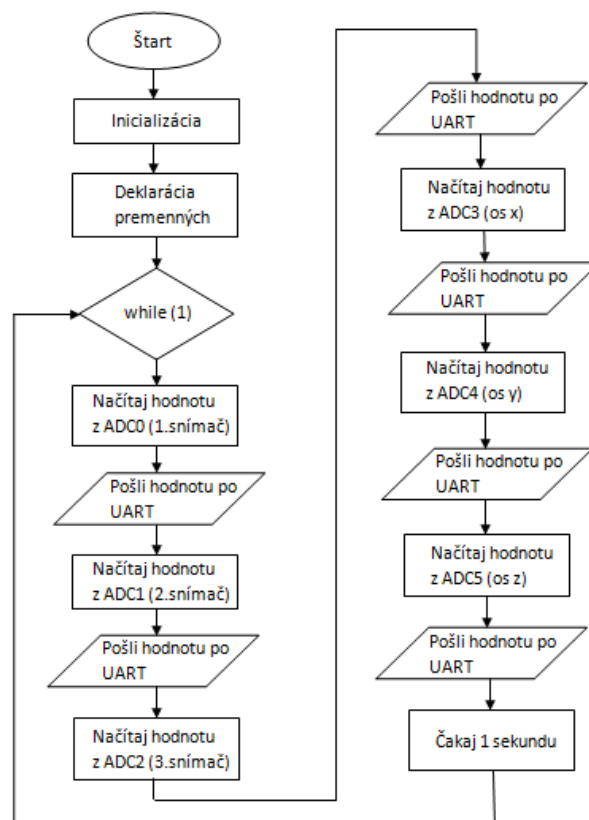 Štart
Inicializácia
Deklarácia
premenných
while (1)
Načítaj hodnotu
z ADC0 (1.snímač)
Pošli hodnotu po
UART
Načítaj hodnotu
z ADC1 (2.snímač)
Pošli hodnotu po
UART
Načítaj hodnotu
z ADC2 (3.snímač)
Pošli hodnotu po
UART
Načítaj hodnotu
z ADC3 (os x)
Pošli hodnotu po
UART
Načítaj hodnotu
z ADC4 (os y)
Pošli hodnotu po
UART
Načítaj hodnotu
z ADC5 (os z)
Pošli hodnotu po
UART
Čakaj 1 sekundu